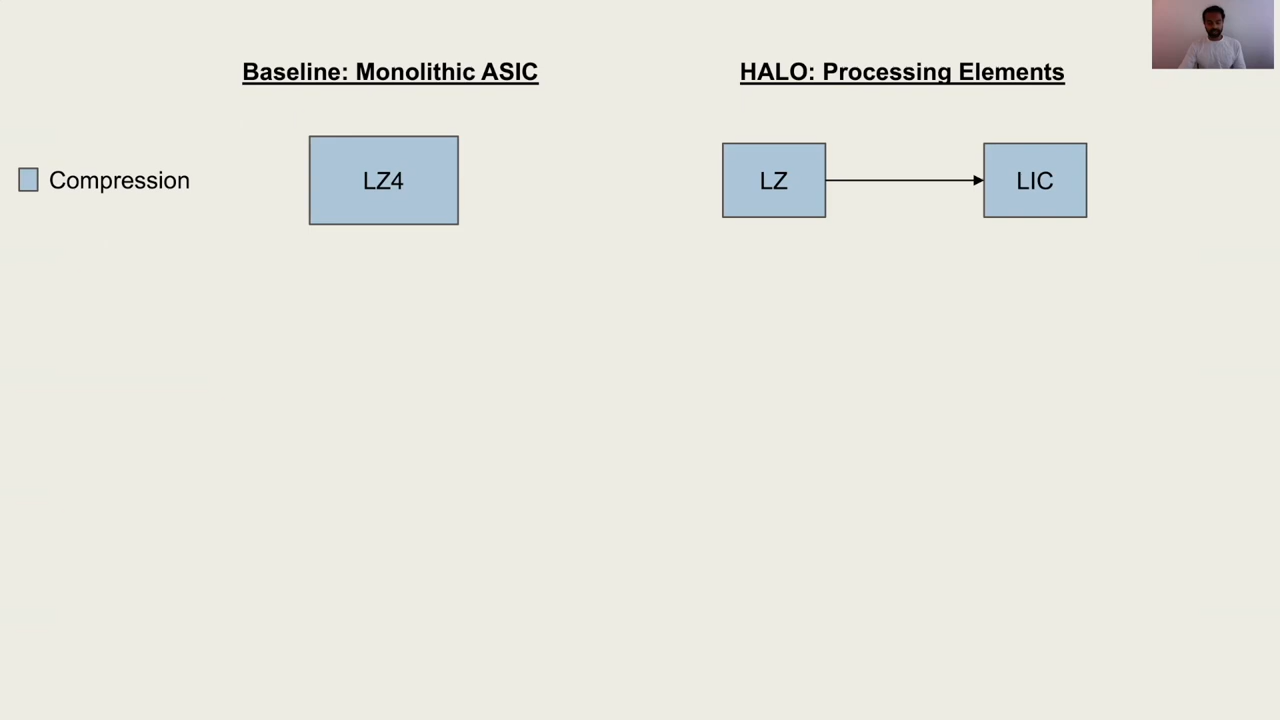 Baseline: Monolithic ASIC
HALO: Processing Elements
Compression
LZ4
LZ
LIC